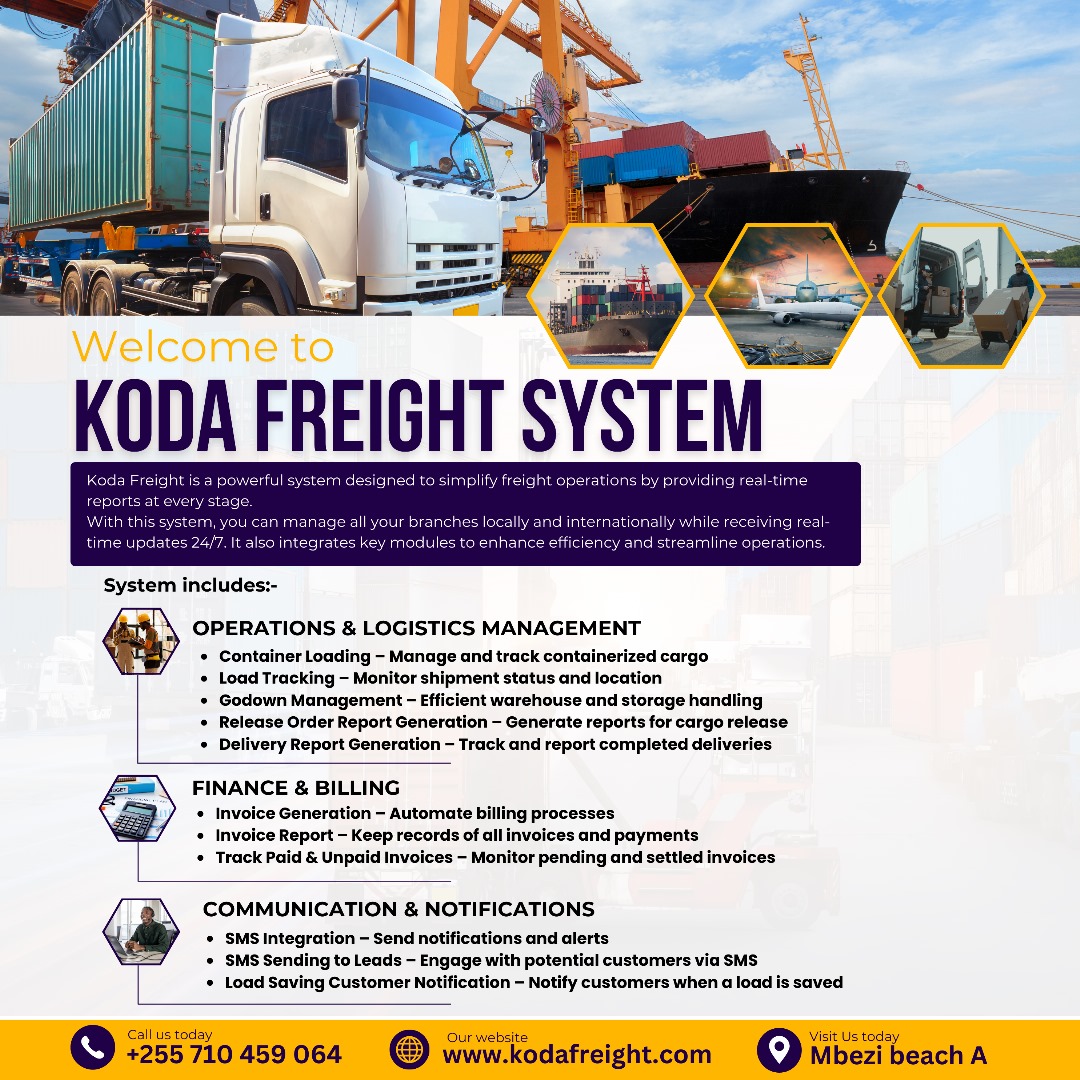 Welcome to
KODA FREIGHT SYSTEM
Koda Freight is a powerful system designed to simplify freight operations by providing real-time
reports at every stage.
With this system, you can manage all your branches locally and internationally while receiving real-
time updates 24/7. It also integrates key modules to enhance efficiency and streamline operations.
System includes:-
OPERATIONS & LOGISTICS MANAGEMENT
• Container Loading – Manage and track containerized cargo
• Load Tracking – Monitor shipment status and location
• Godown Management – Efficient warehouse and storage handling
• Release Order Report Generation – Generate reports for cargo release
• Delivery Report Generation – Track and report completed deliveries
FINANCE & BILLING
• Invoice Generation – Automate billing processes
• Invoice Report – Keep records of all invoices and payments
• Track Paid & Unpaid Invoices – Monitor pending and settled invoices
COMMUNICATION & NOTIFICATIONS
• SMS Integration – Send notifications and alerts
• SMS Sending to Leads – Engage with potential customers via SMS
• Load Saving Customer Notification – Notify customers when a load is saved
Call us today
+255 710 459 064
Our website
www.kodafreight.com
Visit Us today
Mbezi beach A